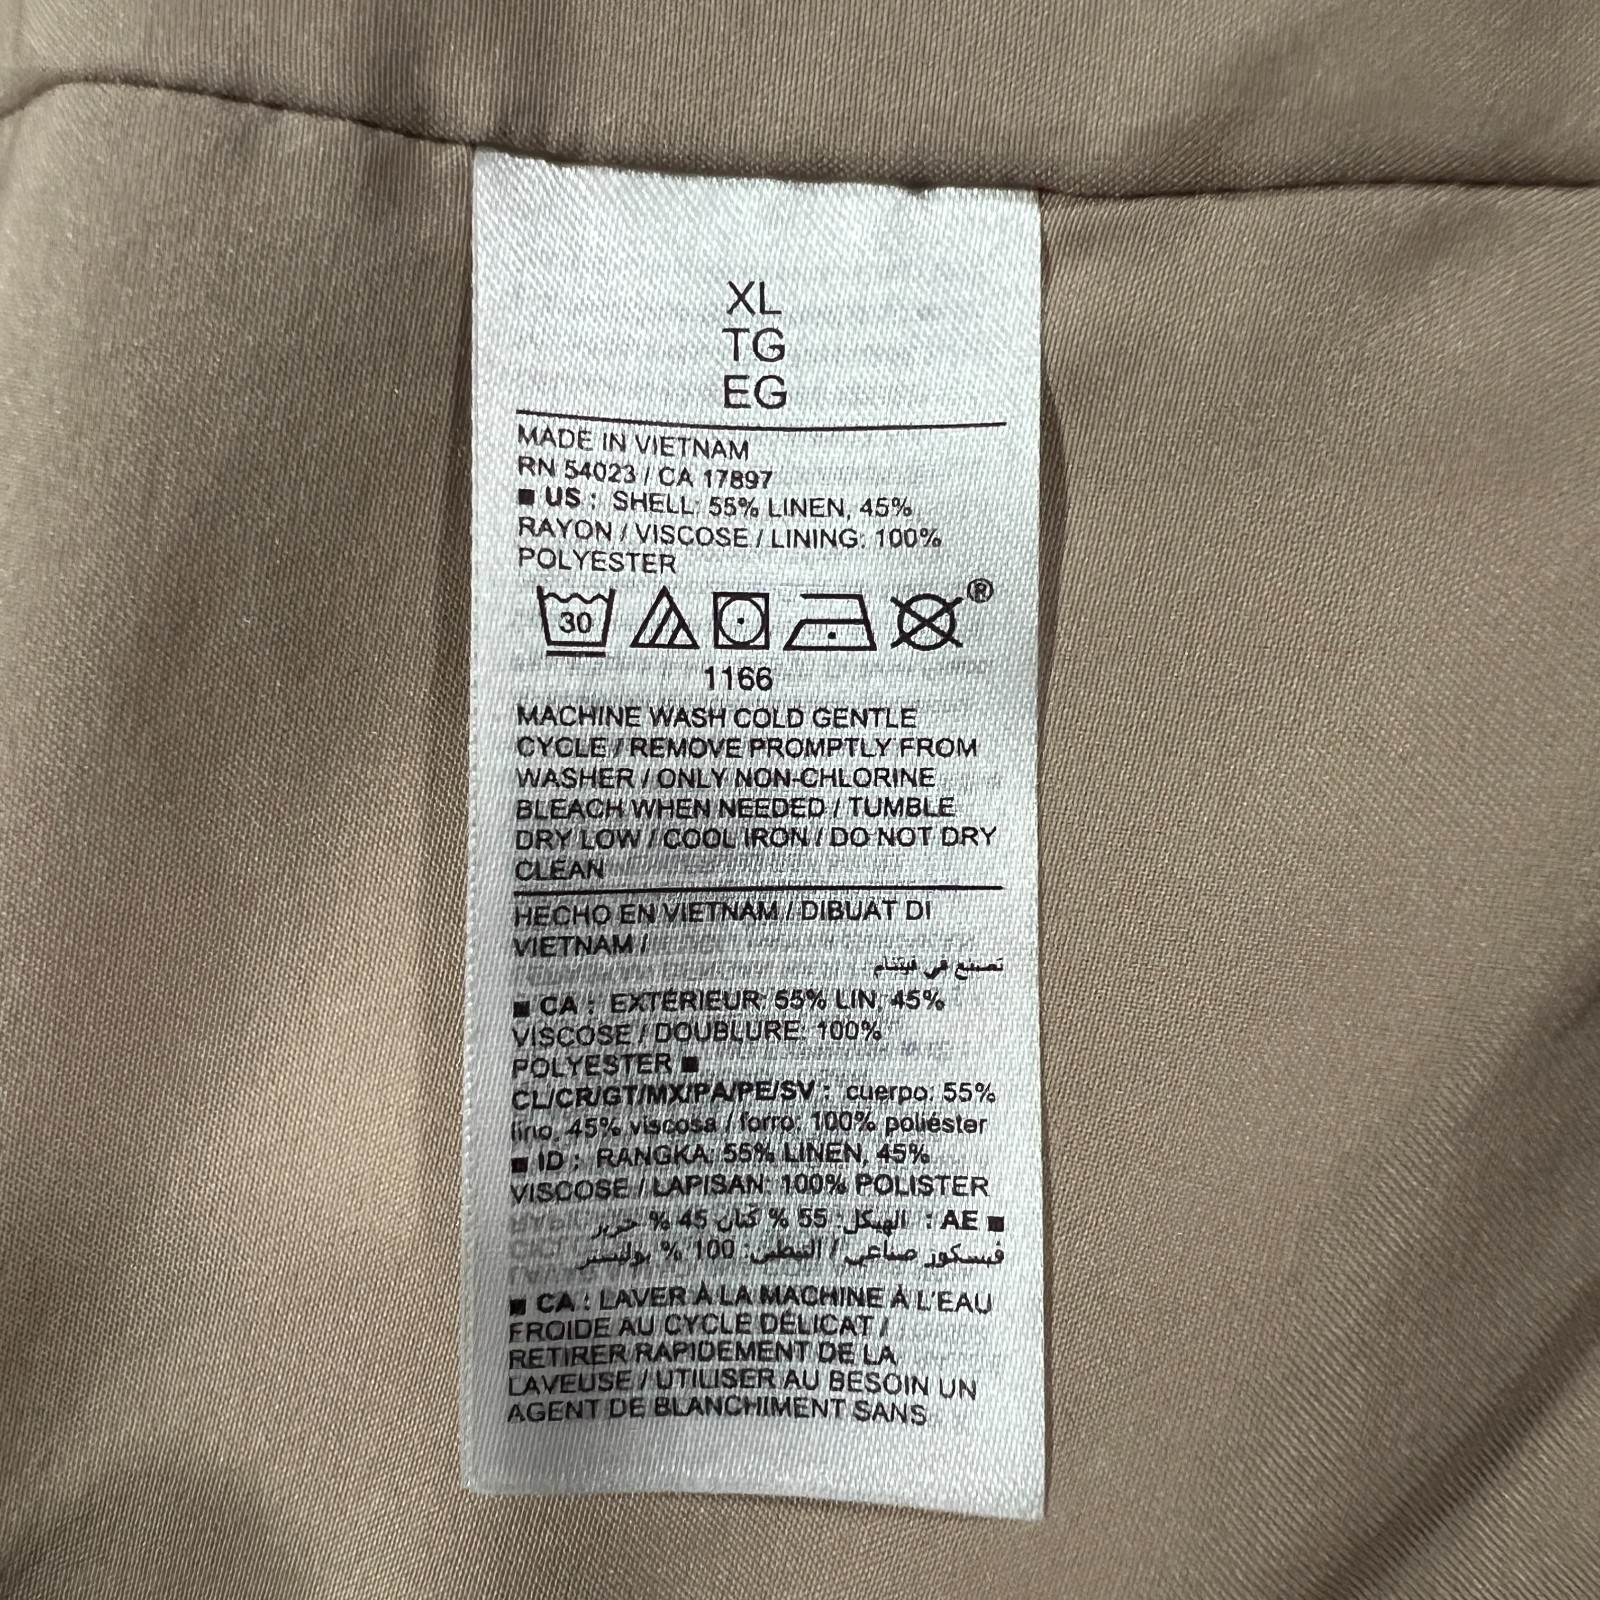 XL
TG
EG
MADE IN VIETNAM
RN 54023 / CA 17897
■ US : SHELL: 55% LINEN, 45%
RAYON / VISCOSE / LINING: 100%
POLYESTER
30
®
1166
MACHINE WASH COLD GENTLE
CYCLE / REMOVE PROMPTLY FROM
WASHER / ONLY NON-CHLORINE
BLEACH WHEN NEEDED / TUMBLE
DRY LOW / COOL IRON / DO NOT DRY
CLEAN
HECHO EN VIETNAM / DIBUAT DI
VIETNAM /
تصنيع في فيتنام
■ CA : EXTÉRIEUR: 55% LIN, 45%
VISCOSE / DOUBLURE: 100%
POLYESTER ■
CL/CR/GT/MX/PA/PE/SV : cuerpo: 55%
lino, 45% viscosa / forro: 100% poliéster
■ ID : RANGKA: 55% LINEN, 45%
VISCOSE / LAPISAN: 100% POLISTER
■ AE : الهيكل: 55 % كتان 45 % حرير
فيسكوز صناعي / التبطين: 100 % بوليستر
■ CA : LAVER À LA MACHINE À L'EAU
FROIDE AU CYCLE DÉLICAT /
RETIRER RAPIDEMENT DE LA
LAVEUSE / UTILISER AU BESOIN UN
AGENT DE BLANCHIMENT SANS